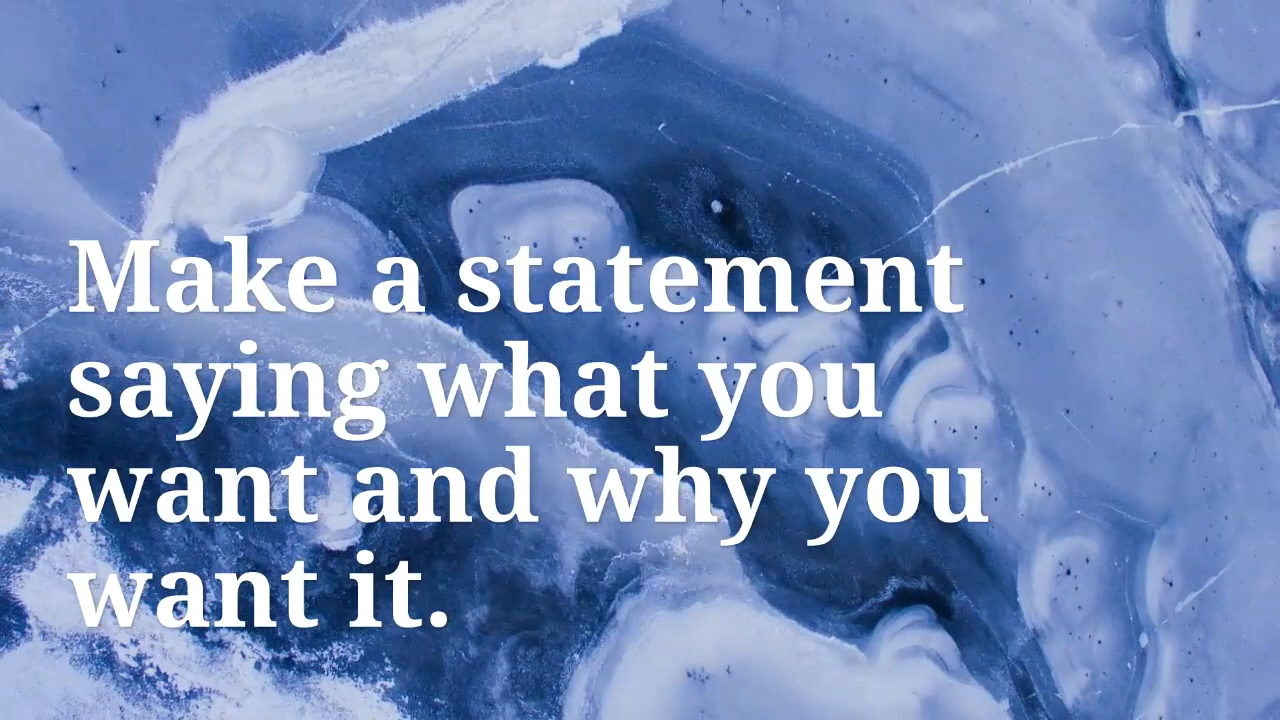 Make a statement
saying what you
want and why you
want it.